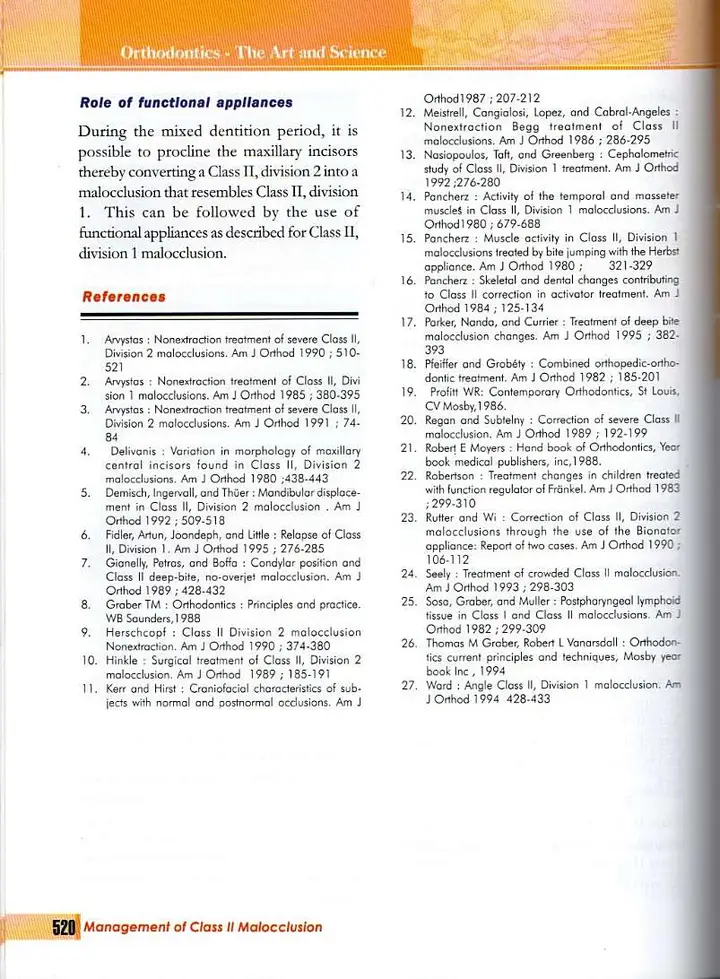 Orthodontics - The Art and Science
Role of functional appliances
During the mixed dentition period, it is
possible to procline the maxillary incisors
thereby converting a Class II, division 2 into a
malocclusion that resembles Class II, division
1. This can be followed by the use of
functional appliances as described for Class II,
division 1 malocclusion.
References
1. Arvystas : Nonextraction treatment of severe Class II,
Division 2 malocclusions. Am J Orthod 1990 ; 510-
521
2. Arvystas : Nonextraction treatment of Class II, Divi
sion 1 malocclusions. Am J Orthod 1985 ; 380-395
3. Arvystas : Nonextraction treatment of severe Class II,
Division 2 malocclusions. Am J Orthod 1991 ; 74-
84
4. Delivanis : Variation in morphology of maxillary
central incisors found in Class II, Division 2
malocclusions. Am J Orthod 1980 ;438-443
5. Demisch, Ingervall, and Thüer : Mandibular displace-
ment in Class II, Division 2 malocclusion . Am J
Orthod 1992 ; 509-518
6. Fidler, Artun, Joondeph, and Little : Relapse of Class
II, Division 1. Am J Orthod 1995 ; 276-285
7. Gianelly, Petras, and Boffa : Condylar position and
Class II deep-bite, no-overjet malocclusion. Am J
Orthod 1989 ; 428-432
8. Graber TM : Orthodontics : Principles and practice.
WB Saunders,1988
9. Herschcopf : Class II Division 2 malocclusion
Nonextraction. Am J Orthod 1990 ; 374-380
10. Hinkle : Surgical treatment of Class II, Division 2
malocclusion. Am J Orthod 1989 ; 185-191
11. Kerr and Hirst : Craniofacial characteristics of sub-
jects with normal and postnormal occlusions. Am J
Orthod1987 ; 207-212
12. Meistrell, Cangialosi, Lopez, and Cabral-Angeles :
Nonextraction Begg treatment of Class II
malocclusions. Am J Orthod 1986 ; 286-295
13. Nasiopoulos, Taft, and Greenberg : Cephalometric
study of Class II, Division 1 treatment. Am J Orthod
1992 ;276-280
14. Pancherz : Activity of the temporal and masseter
muscles in Class II, Division 1 malocclusions. Am J
Orthod1980 ; 679-688
15. Pancherz : Muscle activity in Class II, Division 1
malocclusions treated by bite jumping with the Herbst
appliance. Am J Orthod 1980 ; 321-329
16. Pancherz : Skeletal and dental changes contributing
to Class II correction in activator treatment. Am J
Orthod 1984 ; 125-134
17. Parker, Nanda, and Currier : Treatment of deep bite
malocclusion changes. Am J Orthod 1995 ; 382-
393
18. Pfeiffer and Grobéty : Combined orthopedic-ortho-
dontic treatment. Am J Orthod 1982 ; 185-201
19. Profitt WR: Contemporary Orthodontics, St Louis,
CV Mosby,1986.
20. Regan and Subtelny : Correction of severe Class II
malocclusion. Am J Orthod 1989 ; 192-199
21. Robert E Moyers : Hand book of Orthodontics, Year
book medical publishers, inc,1988.
22. Robertson : Treatment changes in children treated
with function regulator of Fränkel. Am J Orthod 1983
; 299-310
23. Rutter and Wi : Correction of Class II, Division 2
malocclusions through the use of the Bionator
appliance: Report of two cases. Am J Orthod 1990 ;
106-112
24. Seely : Treatment of crowded Class II malocclusion.
Am J Orthod 1993 ; 298-303
25. Sosa, Graber, and Muller : Postpharyngeal lymphoid
tissue in Class I and Class II malocclusions. Am J
Orthod 1982 ; 299-309
26. Thomas M Graber, Robert L Vanarsdall : Orthodon-
tics current principles and techniques, Mosby year
book Inc , 1994
27. Ward : Angle Class II, Division 1 malocclusion. Am
J Orthod 1994 428-433
520 Management of Class II Malocclusion